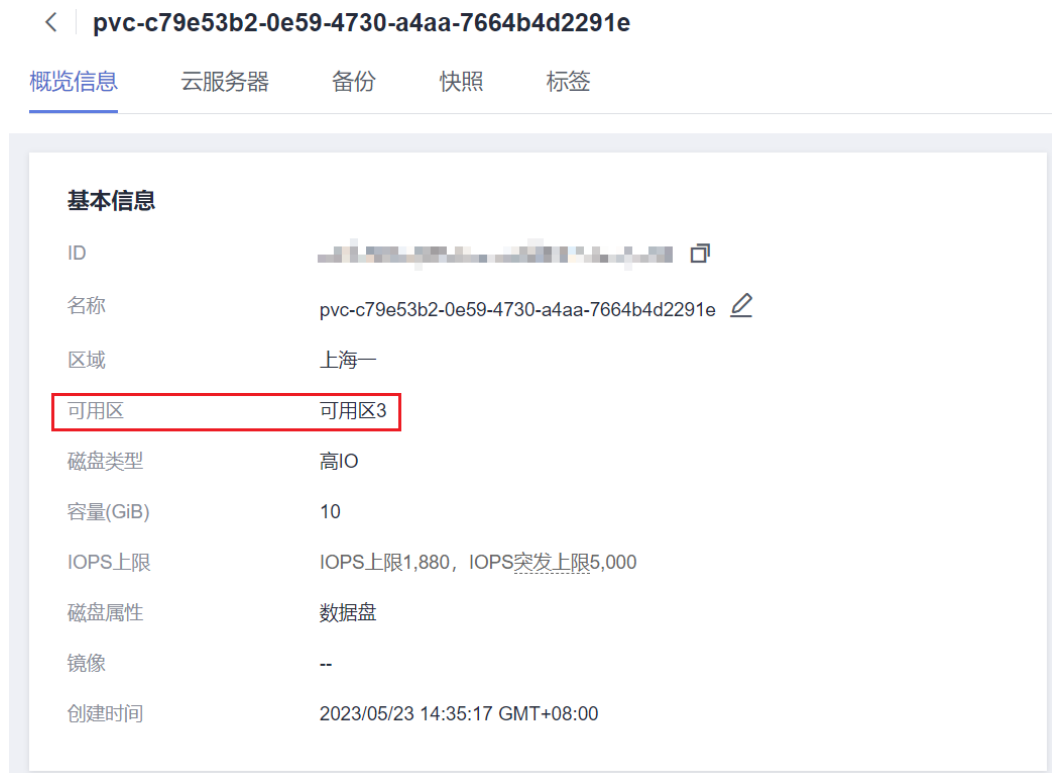 pvc-c79e53b2-0e59-4730-a4aa-7664b4d2291e
概览信息 云服务器 备份 快照 标签
基本信息
ID
名称 pvc-c79e53b2-0e59-4730-a4aa-7664b4d2291e
区域 上海一
可用区 可用区3
磁盘类型 高IO
容量(GiB) 10
IOPS上限 IOPS上限1,880，IOPS突发上限5,000
磁盘属性 数据盘
镜像 --
创建时间 2023/05/23 14:35:17 GMT+08:00